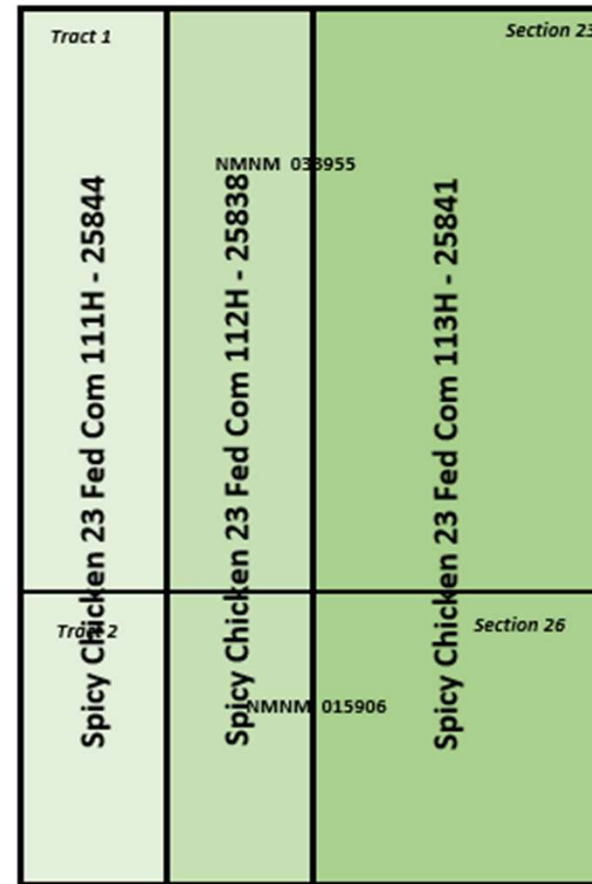 Tract 1
Section 23
NMNM 033955
Spicy Chicken 23 Fed Com 111H - 25844
Spicy Chicken 23 Fed Com 112H - 25838
Spicy Chicken 23 Fed Com 113H - 25841
Tract 2
Section 26
NMNM 015906